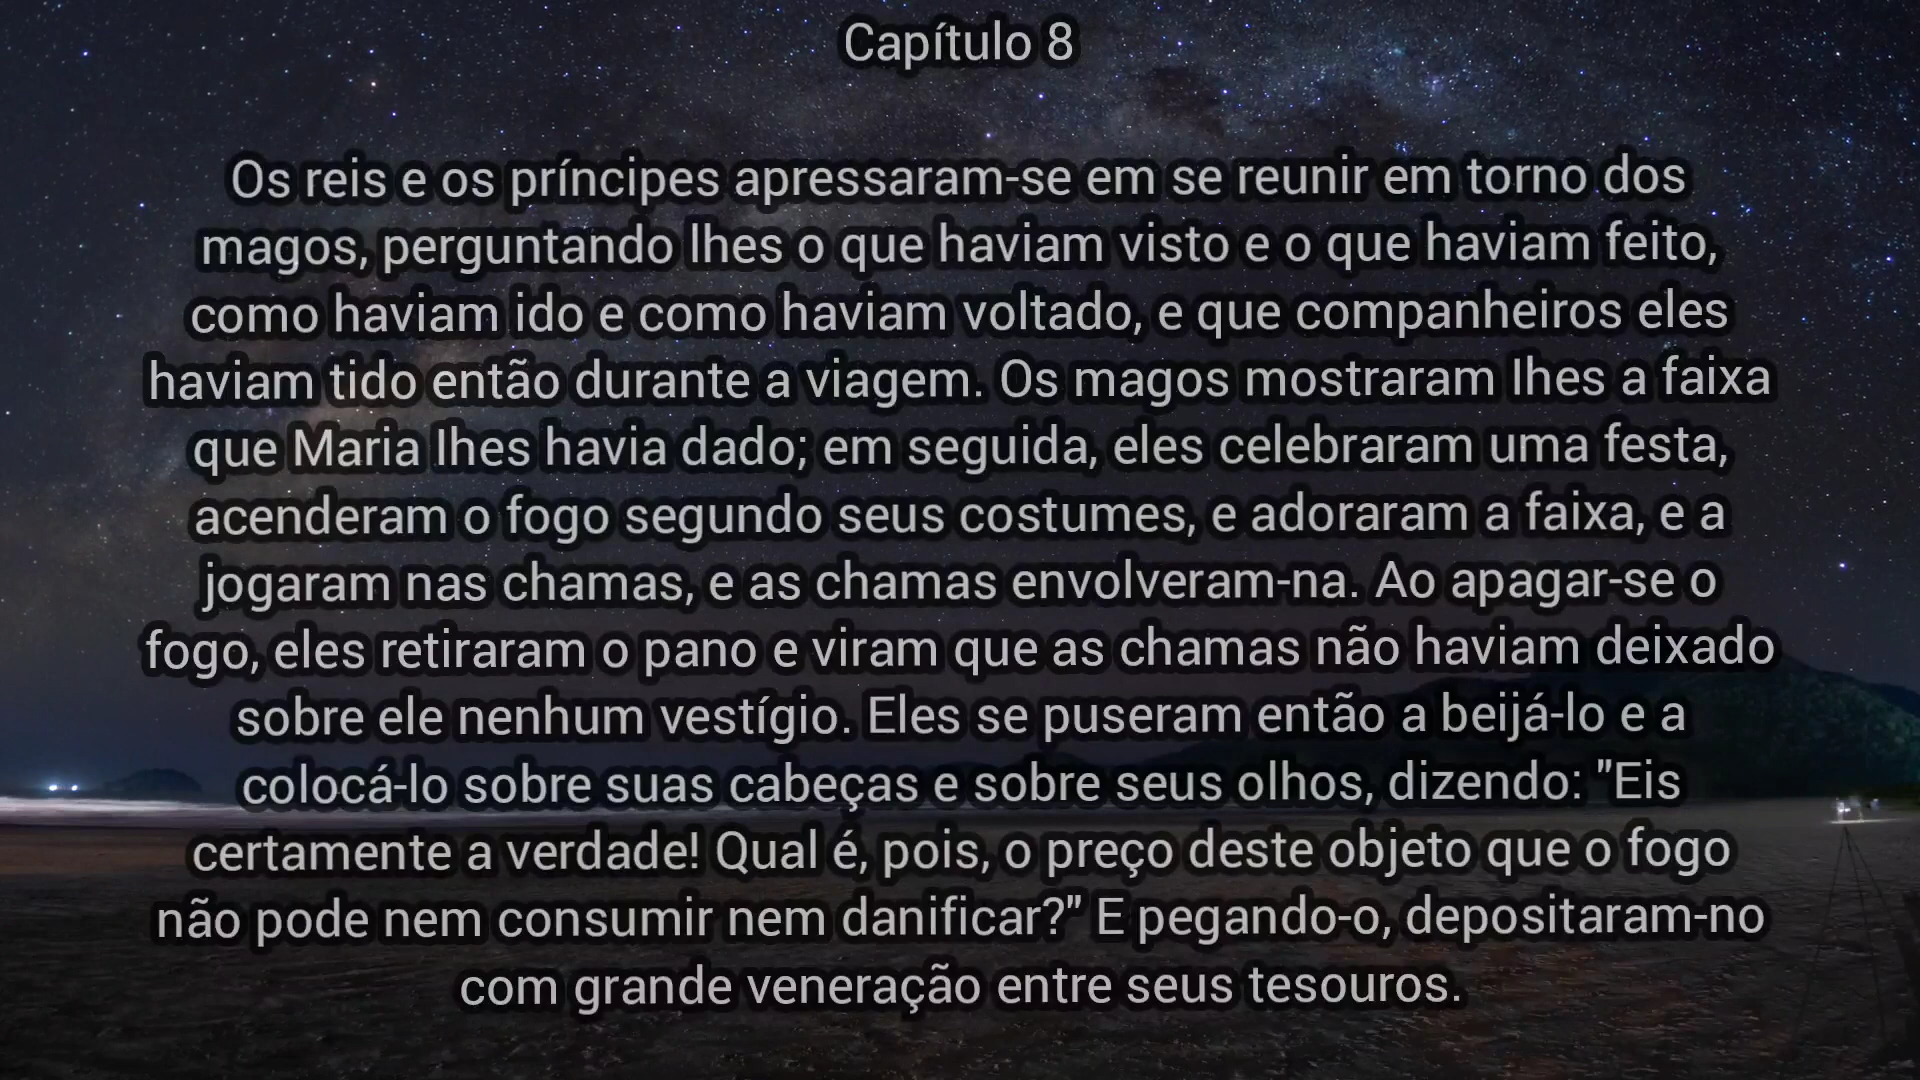 Capítulo 8
Os reis e os príncipes apressaram-se em se reunir em torno dos
magos, perguntando lhes o que haviam visto e o que haviam feito,
como haviam ido e como haviam voltado, e que companheiros eles
haviam tido então durante a viagem. Os magos mostraram lhes a faixa
que Maria lhes havia dado; em seguida, eles celebraram uma festa,
acenderam o fogo segundo seus costumes, e adoraram a faixa, e a
jogaram nas chamas, e as chamas envolveram-na. Ao apagar-se o
fogo, eles retiraram o pano e viram que as chamas não haviam deixado
sobre ele nenhum vestígio. Eles se puseram então a beijá-lo e a
colocá-lo sobre suas cabeças e sobre seus olhos, dizendo: "Eis
certamente a verdade! Qual é, pois, o preço deste objeto que o fogo
não pode nem consumir nem danificar?" E pegando-o, depositaram-no
com grande veneração entre seus tesouros.